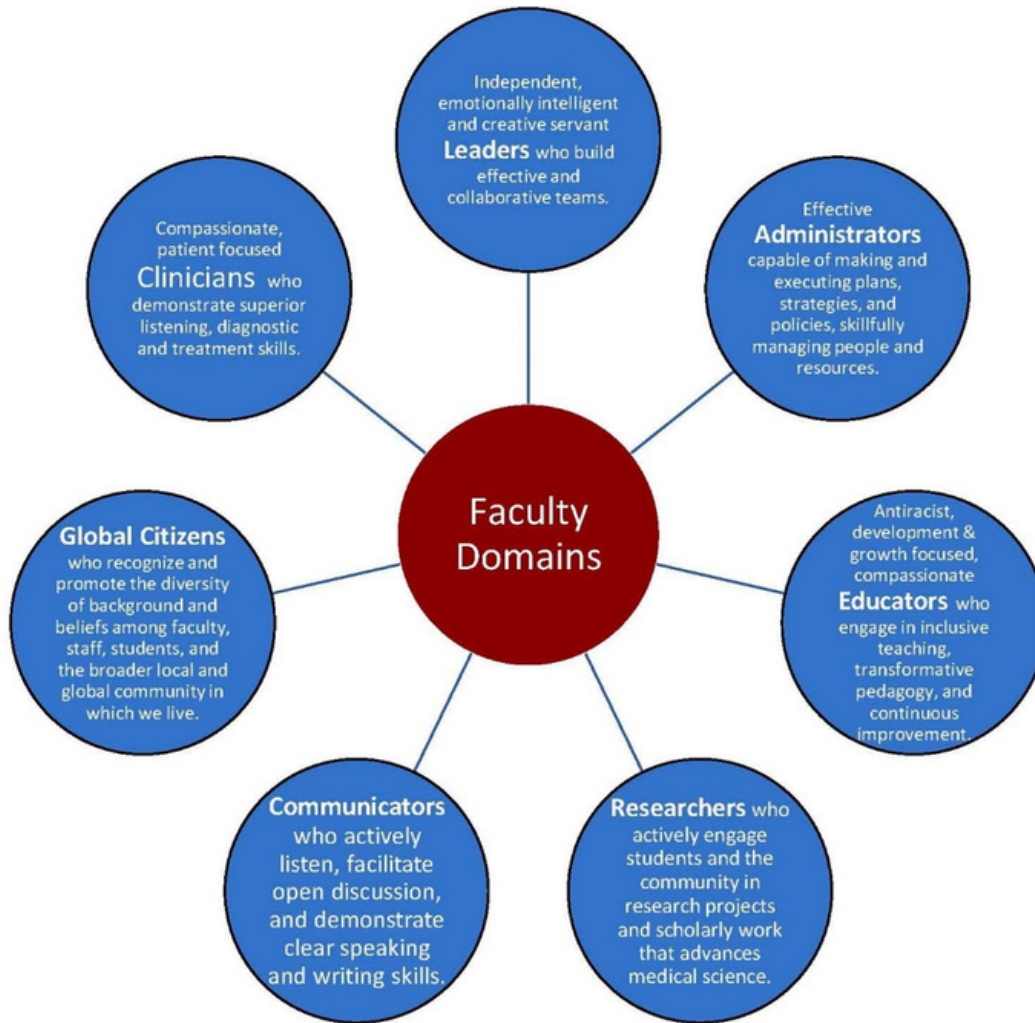 Independent,
emotionally intelligent
and creative servant
Leaders who build
effective and
collaborative teams.
Effective
Administrators
capable of making and
executing plans,
strategies, and
policies, skillfully
managing people and
resources.
Antiracist,
development &
growth focused,
compassionate
Educators who
engage in inclusive
teaching,
transformative
pedagogy, and
continuous
improvement.
Researchers who
actively engage
students and the
community in
research projects
and scholarly work
that advances
medical science.
Communicators
who actively
listen, facilitate
open discussion,
and demonstrate
clear speaking
and writing skills.
Global Citizens
who recognize and
promote the diversity
of background and
beliefs among faculty,
staff, students, and
the broader local and
global community in
which we live.
Compassionate,
patient focused
Clinicians who
demonstrate superior
listening, diagnostic
and treatment skills.
Faculty
Domains